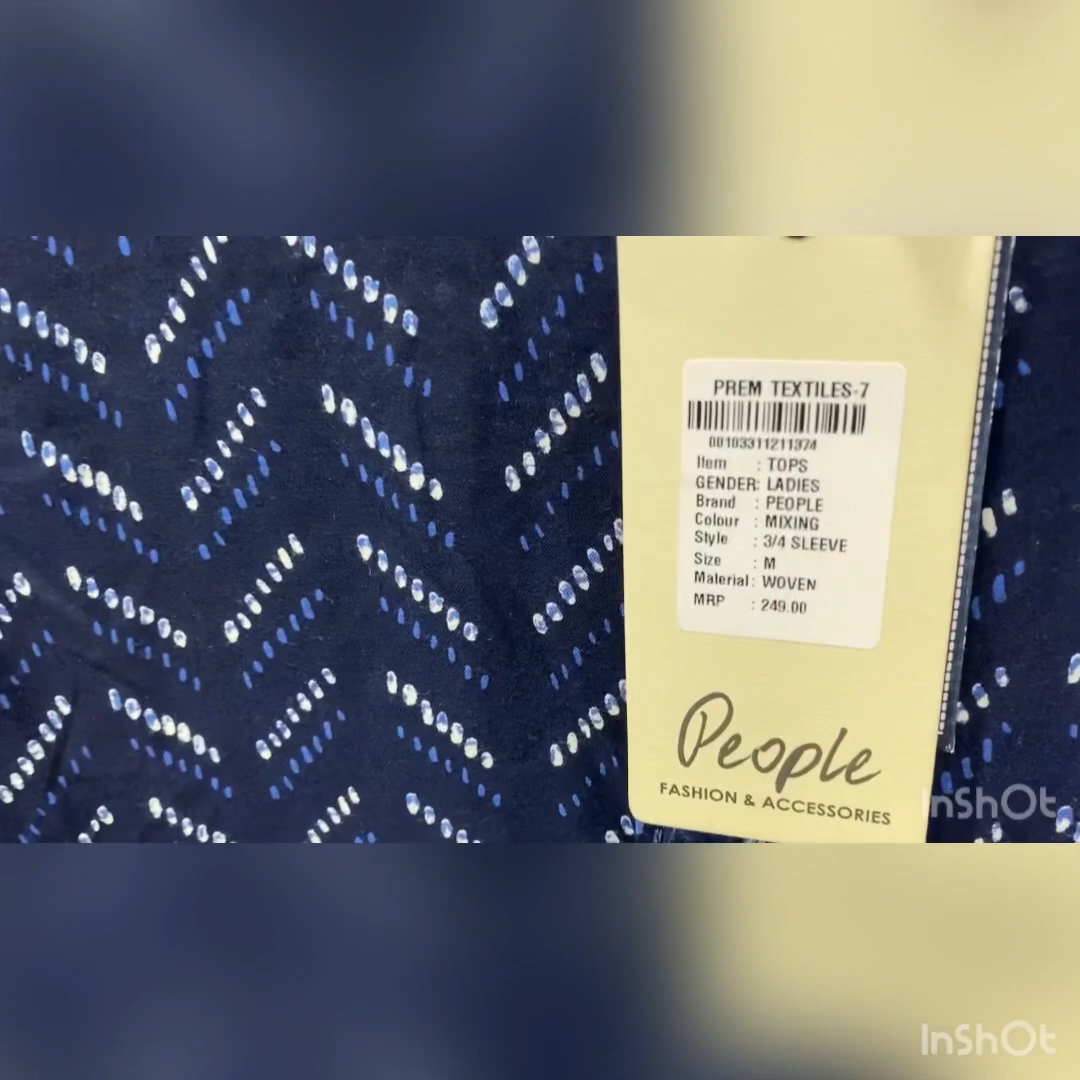 PREM TEXTILES-7
00103311211374
Item : TOPS
GENDER: LADIES
Brand : PEOPLE
Colour : MIXING
Style : 3/4 SLEEVE
Size : M
Material : WOVEN
MRP : 249.00
People
FASHION & ACCESSORIES
InShOt
InShOt